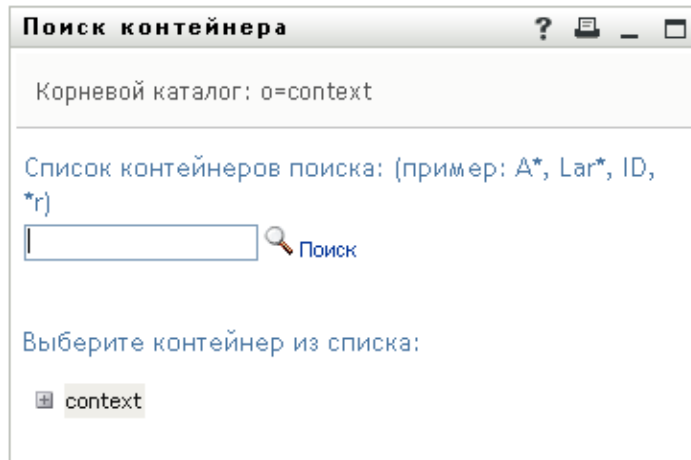 Поиск контейнера ?
Корневой каталог: o=context
Список контейнеров поиска: (пример: A*, Lar*, ID,
*r)
Поиск
Выберите контейнер из списка:
context